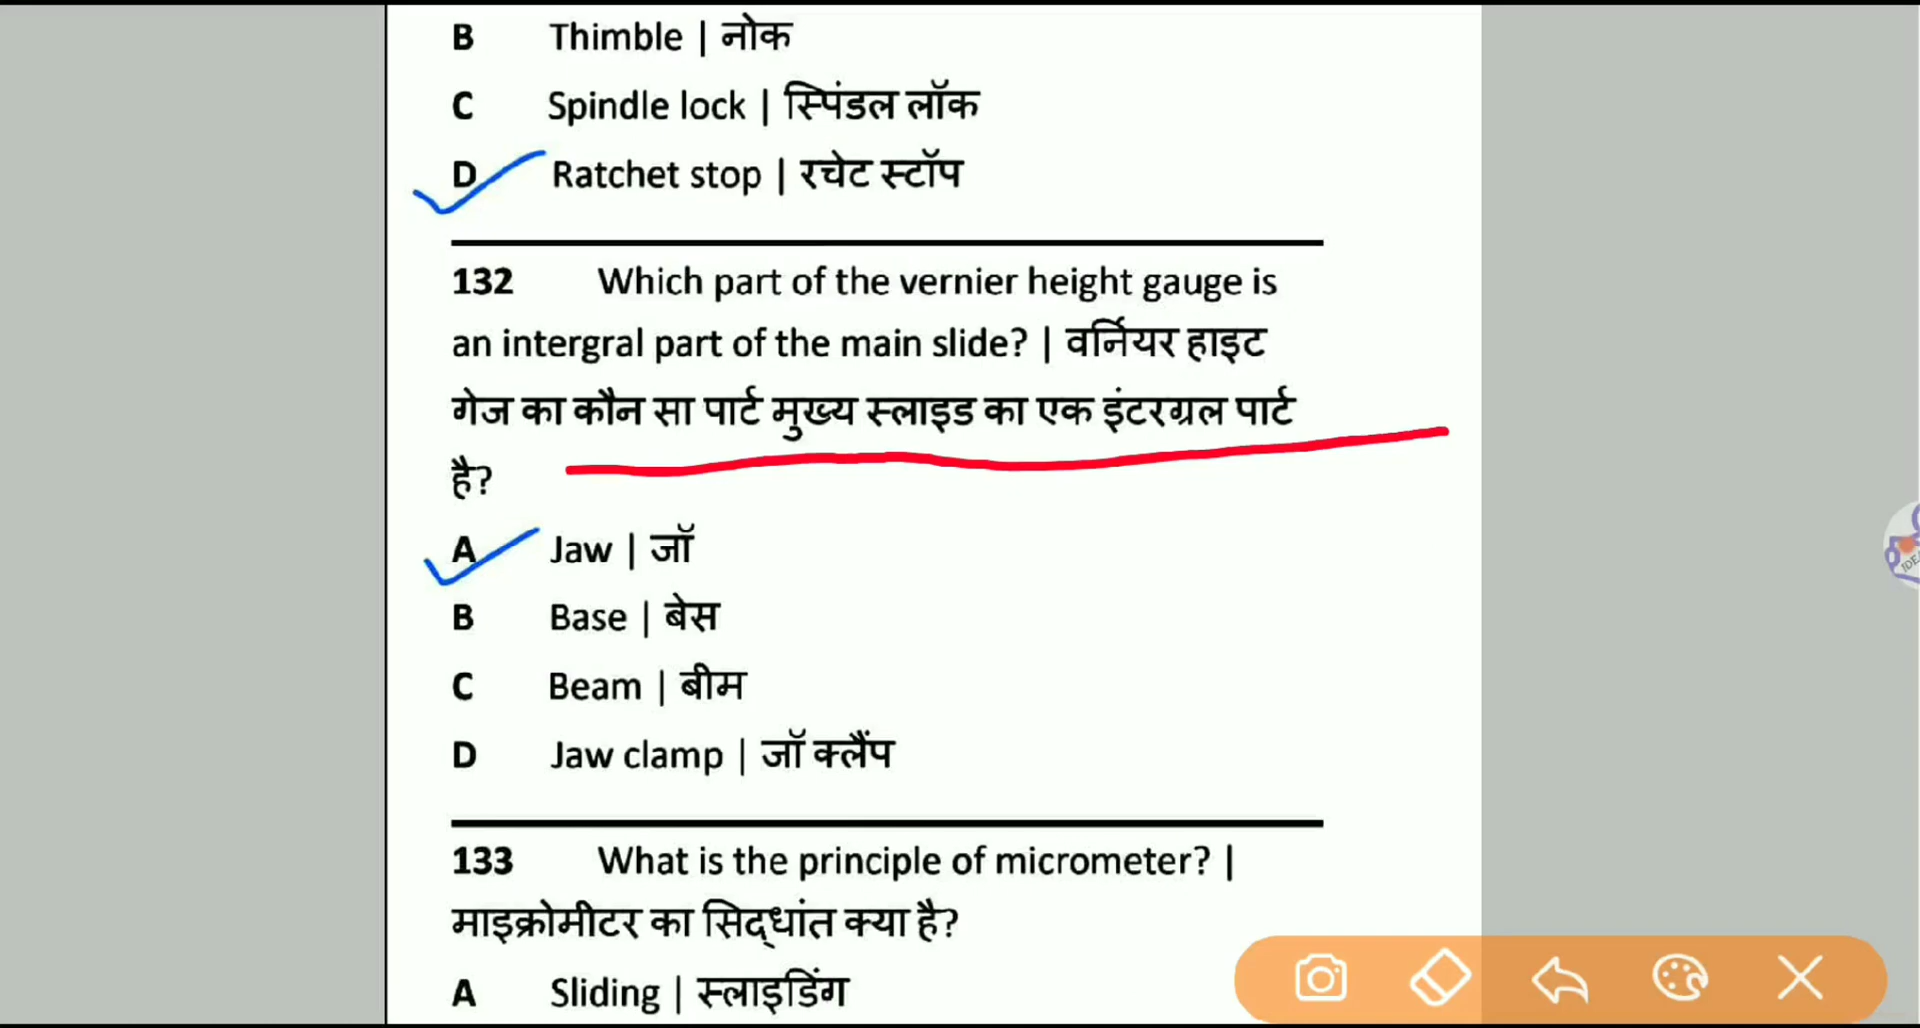 B Thimble | नोक
C Spindle lock | स्पिंडल लॉक
D Ratchet stop | रचेट स्टॉप
132 Which part of the vernier height gauge is
an intergral part of the main slide? | वर्नियर हाइट
गेज का कौन सा पार्ट मुख्य स्लाइड का एक इंटरग्रल पार्ट
है?
A Jaw | जॉ
B Base | बेस
C Beam | बीम
D Jaw clamp | जॉ क्लैंप
133 What is the principle of micrometer? |
माइक्रोमीटर का सिद्धांत क्या है?
A Sliding | स्लाइडिंग